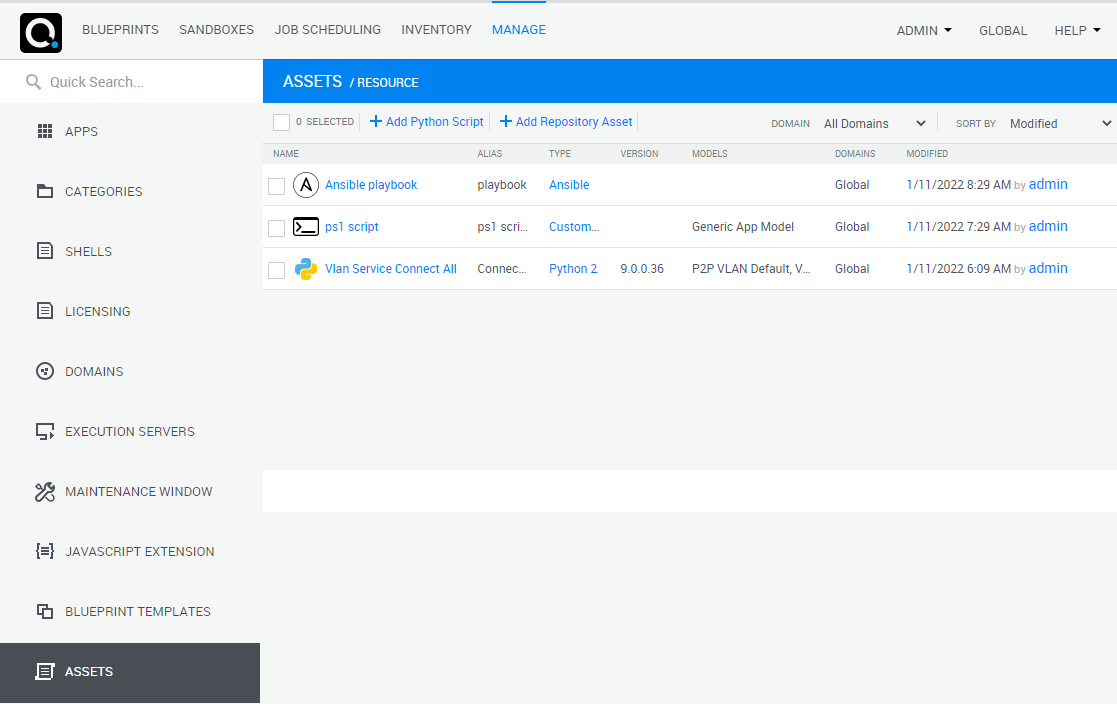 BLUEPRINTS SANDBOXES JOB SCHEDULING INVENTORY MANAGE ADMIN GLOBAL HELP
Quick Search...
APPS
CATEGORIES
SHELLS
LICENSING
DOMAINS
EXECUTION SERVERS
MAINTENANCE WINDOW
JAVASCRIPT EXTENSION
BLUEPRINT TEMPLATES
ASSETS
ASSETS / RESOURCE
0 SELECTED Add Python Script Add Repository Asset DOMAIN All Domains SORT BY Modified
NAME ALIAS TYPE VERSION MODELS DOMAINS MODIFIED
Ansible playbook playbook Ansible Global 1/11/2022 8:29 AM by admin
ps1 script ps1 scri... Custom... Generic App Model Global 1/11/2022 7:29 AM by admin
Vlan Service Connect All Connec... Python 2 9.0.0.36 P2P VLAN Default, V... Global 1/11/2022 6:09 AM by admin